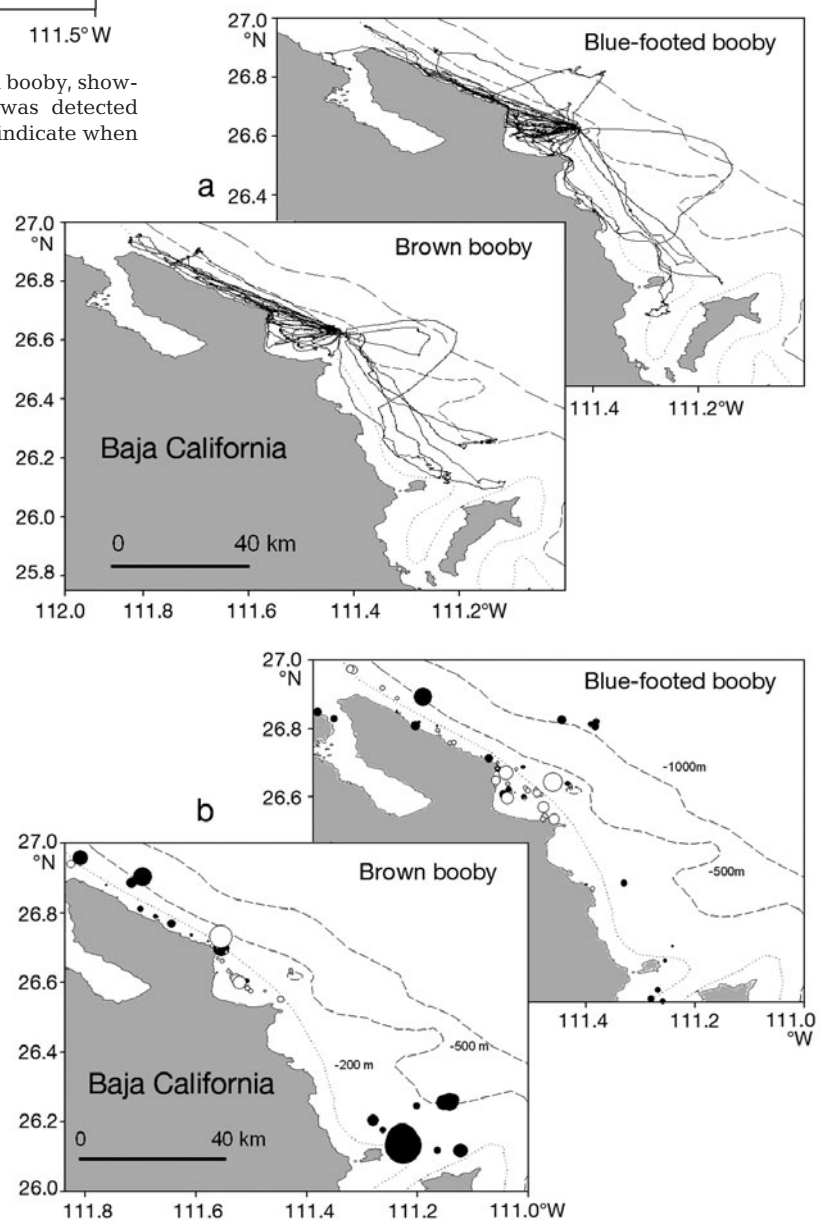 111.5° W
booby, show-
was detected
indicate when
a
27.0
°N
26.8
26.6
26.4
Blue-footed booby
111.4
111.2°W
27.0
°N
26.8
26.6
26.4
26.2
26.0
25.8
Brown booby
Baja California
0
40 km
112.0
111.8
111.6
111.4
111.2°W
b
27.0
°N
26.8
26.6
Blue-footed booby
-1000m
-500m
111.4
111.2
111.0
°W
27.0
°N
26.8
26.6
26.4
26.2
26.0
Brown booby
-500 m
-200 m
Baja California
0
40 km
111.8
111.6
111.4
111.2
111.0°W